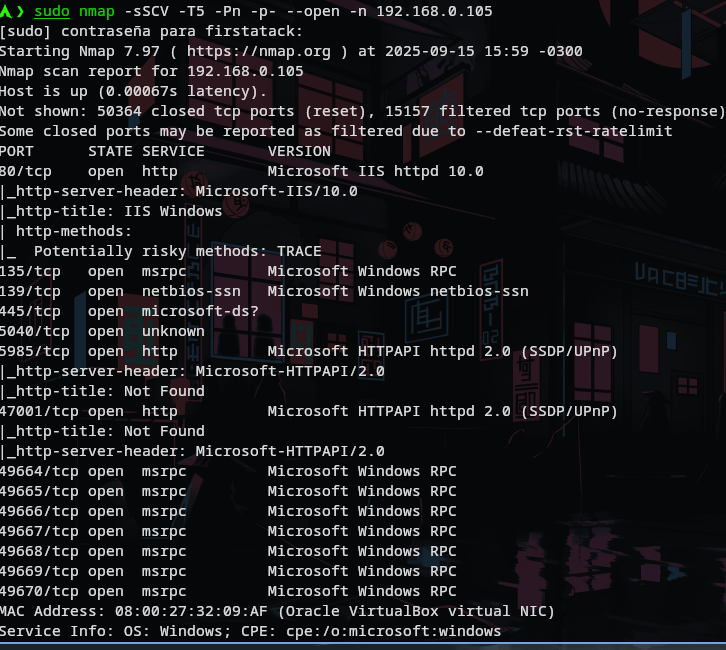 ❯ sudo nmap -sSCV -T5 -Pn -p- --open -n 192.168.0.105
[sudo] contraseña para firstatack:
Starting Nmap 7.97 ( https://nmap.org ) at 2025-09-15 15:59 -0300
Nmap scan report for 192.168.0.105
Host is up (0.00067s latency).
Not shown: 50364 closed tcp ports (reset), 15157 filtered tcp ports (no-response)
Some closed ports may be reported as filtered due to --defeat-rst-ratelimit
PORT      STATE SERVICE       VERSION
80/tcp    open  http          Microsoft IIS httpd 10.0
|_http-server-header: Microsoft-IIS/10.0
|_http-title: IIS Windows
| http-methods:
|_  Potentially risky methods: TRACE
135/tcp   open  msrpc         Microsoft Windows RPC
139/tcp   open  netbios-ssn   Microsoft Windows netbios-ssn
445/tcp   open  microsoft-ds?
5040/tcp  open  unknown
5985/tcp  open  http          Microsoft HTTPAPI httpd 2.0 (SSDP/UPnP)
|_http-server-header: Microsoft-HTTPAPI/2.0
|_http-title: Not Found
47001/tcp open  http          Microsoft HTTPAPI httpd 2.0 (SSDP/UPnP)
|_http-title: Not Found
|_http-server-header: Microsoft-HTTPAPI/2.0
49664/tcp open  msrpc         Microsoft Windows RPC
49665/tcp open  msrpc         Microsoft Windows RPC
49666/tcp open  msrpc         Microsoft Windows RPC
49667/tcp open  msrpc         Microsoft Windows RPC
49668/tcp open  msrpc         Microsoft Windows RPC
49669/tcp open  msrpc         Microsoft Windows RPC
49670/tcp open  msrpc         Microsoft Windows RPC
MAC Address: 08:00:27:32:09:AF (Oracle VirtualBox virtual NIC)
Service Info: OS: Windows; CPE: cpe:/o:microsoft:windows